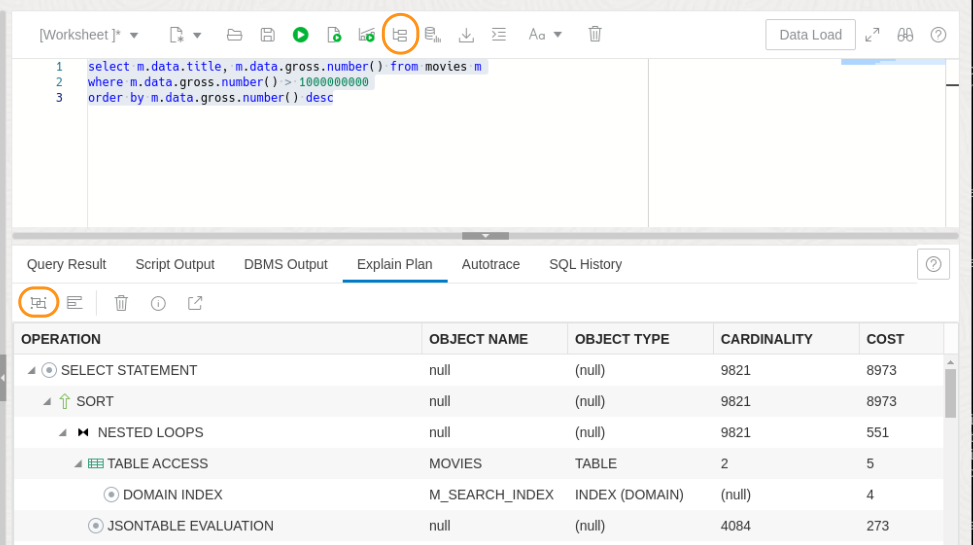 [Worksheet ]*
Aa
Data Load
1 select m.data.title, m.data.gross.number() from movies m
2 where m.data.gross.number() > 1000000000
3 order by m.data.gross.number() desc
Query Result Script Output DBMS Output Explain Plan Autotrace SQL History
OPERATION OBJECT NAME OBJECT TYPE CARDINALITY COST
SELECT STATEMENT null (null) 9821 8973
SORT null (null) 9821 8973
NESTED LOOPS null (null) 9821 551
TABLE ACCESS MOVIES TABLE 2 5
DOMAIN INDEX M_SEARCH_INDEX INDEX (DOMAIN) (null) 4
JSONTABLE EVALUATION null (null) 4084 273